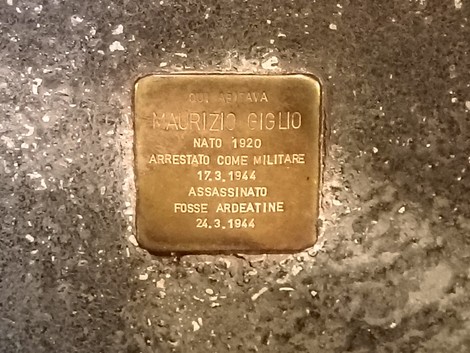 QUI ABITAVA
MAURIZIO GIGLIO
NATO 1920
ARRESTATO COME MILITARE
17.3.1944
ASSASSINATO
FOSSE ARDEATINE
24.3.1944